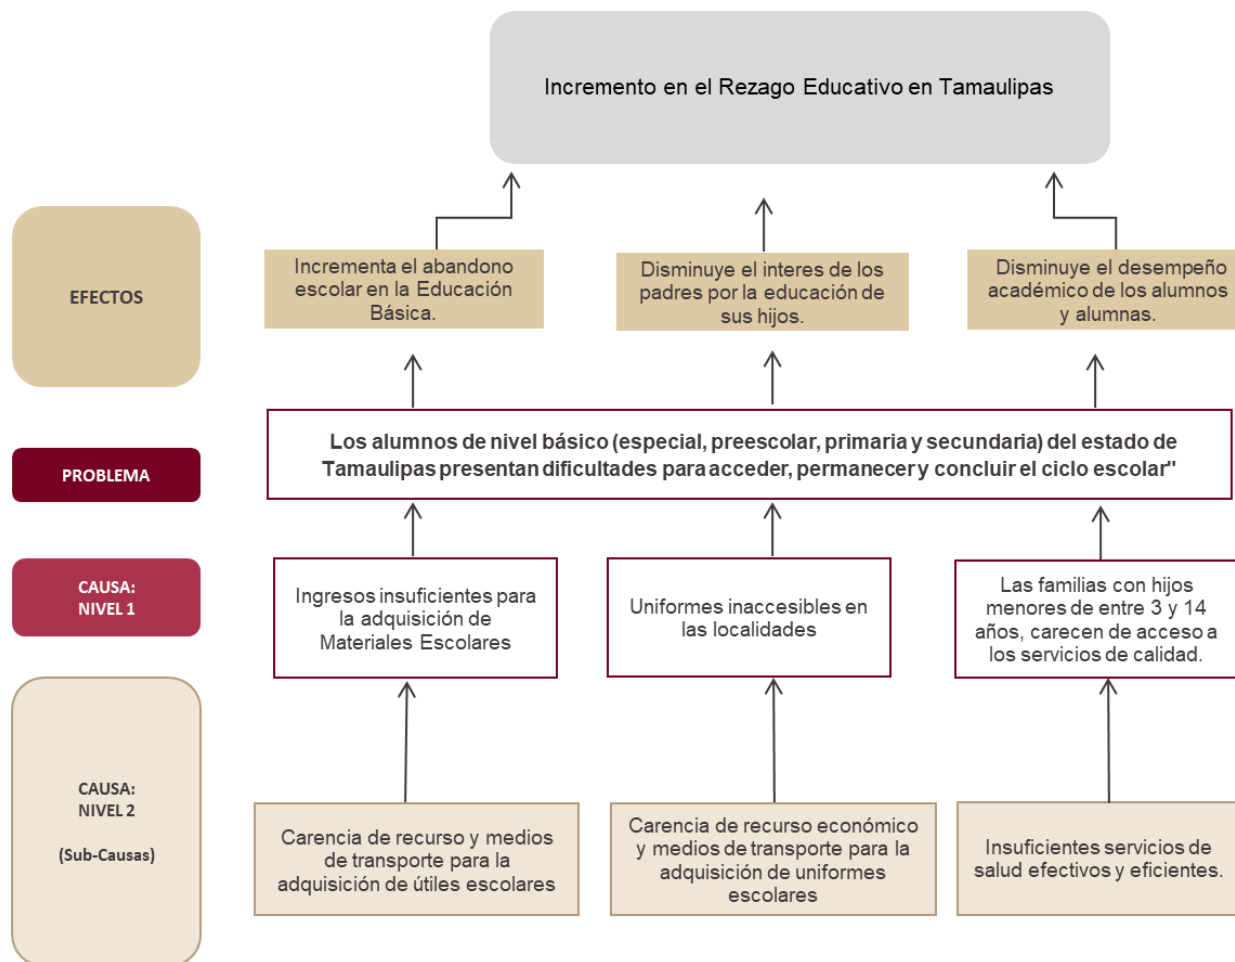 Incremento en el Rezago Educativo en Tamaulipas
EFECTOS
Incrementa el abandono
escolar en la Educación
Básica.
Disminuye el interes de los
padres por la educación de
sus hijos.
Disminuye el desempeño
académico de los alumnos
y alumnas.
PROBLEMA
Los alumnos de nivel básico (especial, preescolar, primaria y secundaria) del estado de
Tamaulipas presentan dificultades para acceder, permanecer y concluir el ciclo escolar"
CAUSA:
NIVEL 1
Ingresos insuficientes para
la adquisición de
Materiales Escolares
Uniformes inaccesibles en
las localidades
Las familias con hijos
menores de entre 3 y 14
años, carecen de acceso a
los servicios de calidad.
CAUSA:
NIVEL 2
(Sub-Causas)
Carencia de recurso y medios
de transporte para la
adquisición de útiles escolares
Carencia de recurso económico
y medios de transporte para la
adquisición de uniformes
escolares
Insuficientes servicios de
salud efectivos y eficientes.